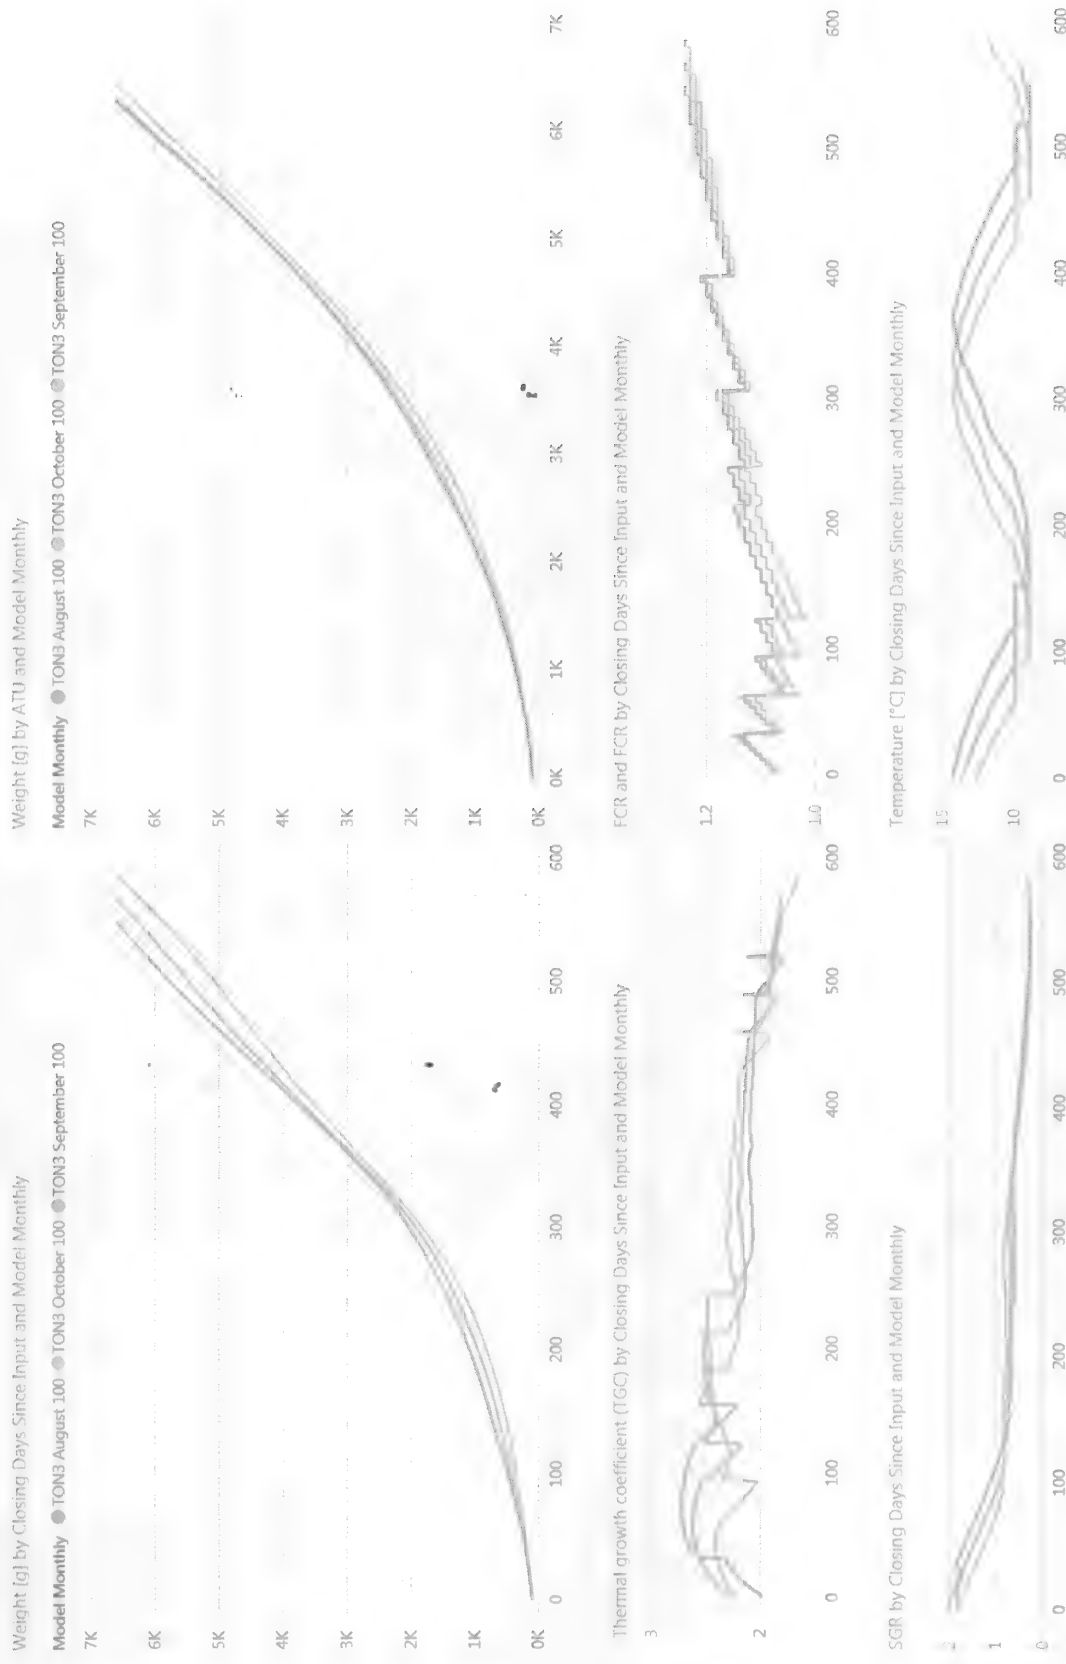 Weight [g] by Closing Days Since Input and Model Monthly
Model Monthly TON3 August 100 TON3 October 100 TON3 September 100
7K
6K
5K
4K
3K
2K
1K
0K
0 100 200 300 400 500 600
Weight [g] by ATU and Model Monthly
Model Monthly TON3 August 100 TON3 October 100 TON3 September 100
7K
6K
5K
4K
3K
2K
1K
0K
0K 1K 2K 3K 4K 5K 6K 7K
Thermal growth coefficient (TGC) by Closing Days Since Input and Model Monthly
3
2
0 100 200 300 400 500 600
FCR and FCR by Closing Days Since Input and Model Monthly
1.2
1.0
0 100 200 300 400 500 600
SGR by Closing Days Since Input and Model Monthly
2
1
0
0 100 200 300 400 500 600
Temperature [°C] by Closing Days Since Input and Model Monthly
15
10
0 100 200 300 400 500 600